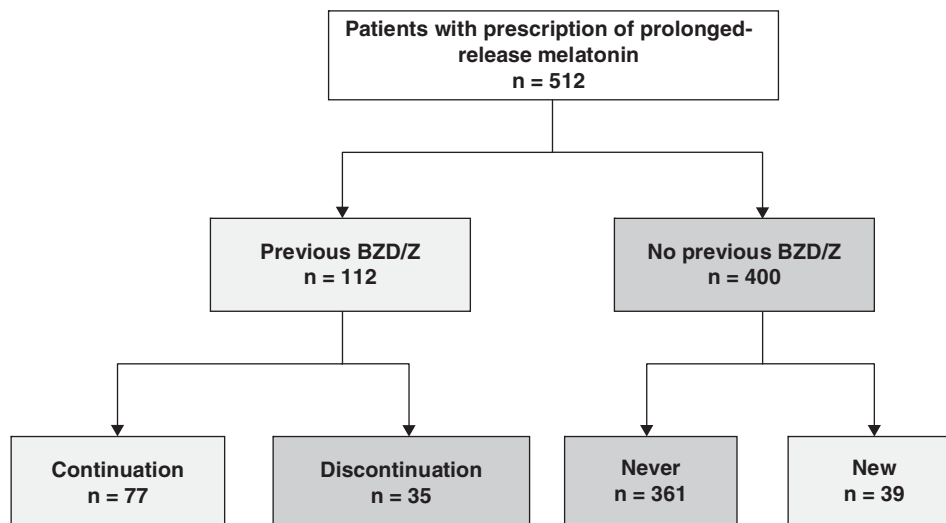 Patients with prescription of prolonged-
release melatonin
n = 512
Previous BZD/Z
n = 112
No previous BZD/Z
n = 400
Continuation
n = 77
Discontinuation
n = 35
Never
n = 361
New
n = 39